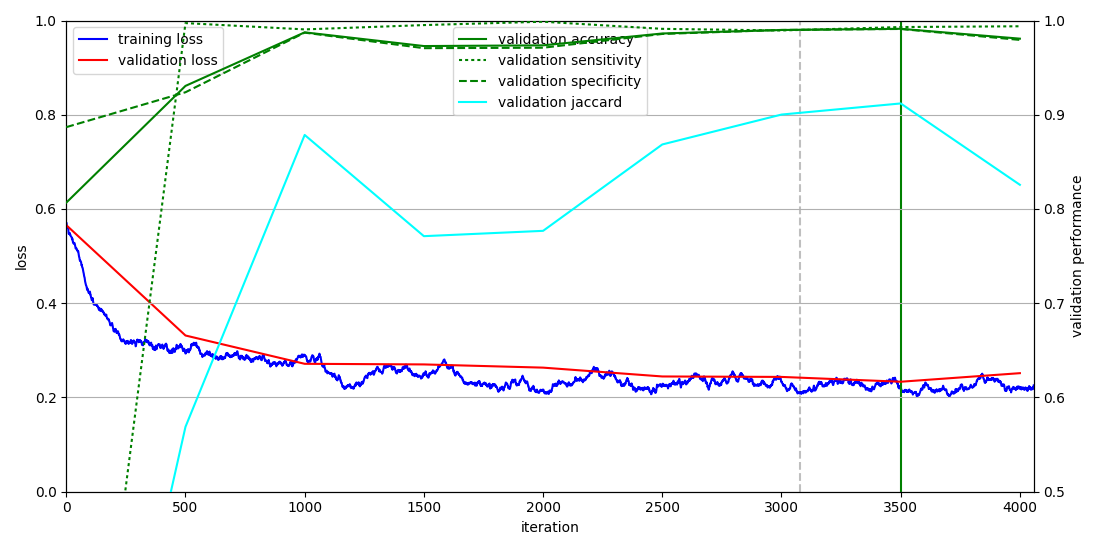 1.0
0.8
0.6
0.4
0.2
0.0
loss
training loss
validation loss
validation accuracy
validation sensitivity
validation specificity
validation jaccard
1.0
0.9
0.8
0.7
0.6
0.5
validation performance
0 500 1000 1500 2000 2500 3000 3500 4000
iteration